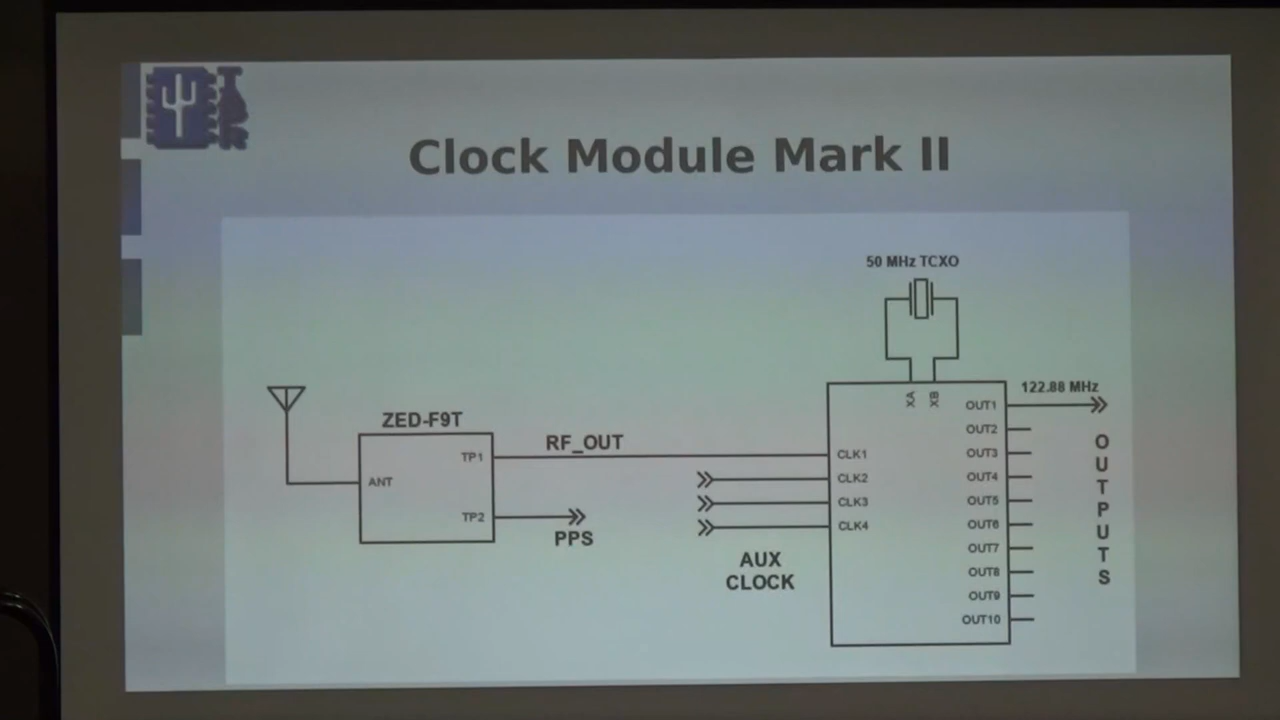 Clock Module Mark II
50 MHz TCXO
XA
XB
122.88 MHz
ZED-F9T
RF_OUT
ANT
TP1
TP2
PPS
CLK1
CLK2
CLK3
CLK4
AUX
CLOCK
OUT1
OUT2
OUT3
OUT4
OUT5
OUT6
OUT7
OUT8
OUT9
OUT10
OUTPUTS